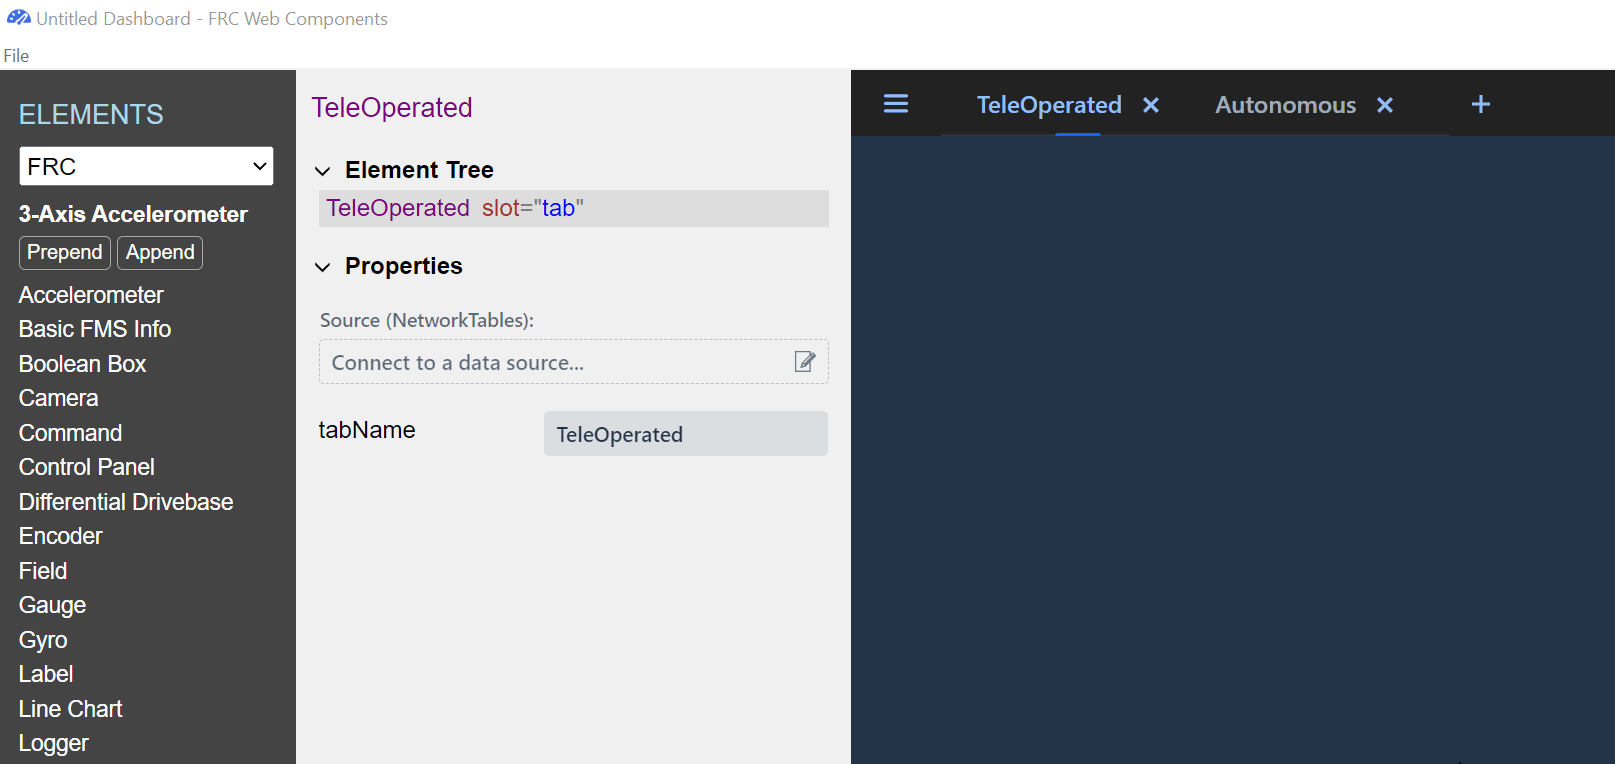 Untitled Dashboard - FRC Web Components
File
ELEMENTS
FRC
3-Axis Accelerometer
Prepend Append
Accelerometer
Basic FMS Info
Boolean Box
Camera
Command
Control Panel
Differential Drivebase
Encoder
Field
Gauge
Gyro
Label
Line Chart
Logger
TeleOperated
Element Tree
TeleOperated slot="tab"
Properties
Source (NetworkTables):
Connect to a data source...
tabName TeleOperated
TeleOperated Autonomous